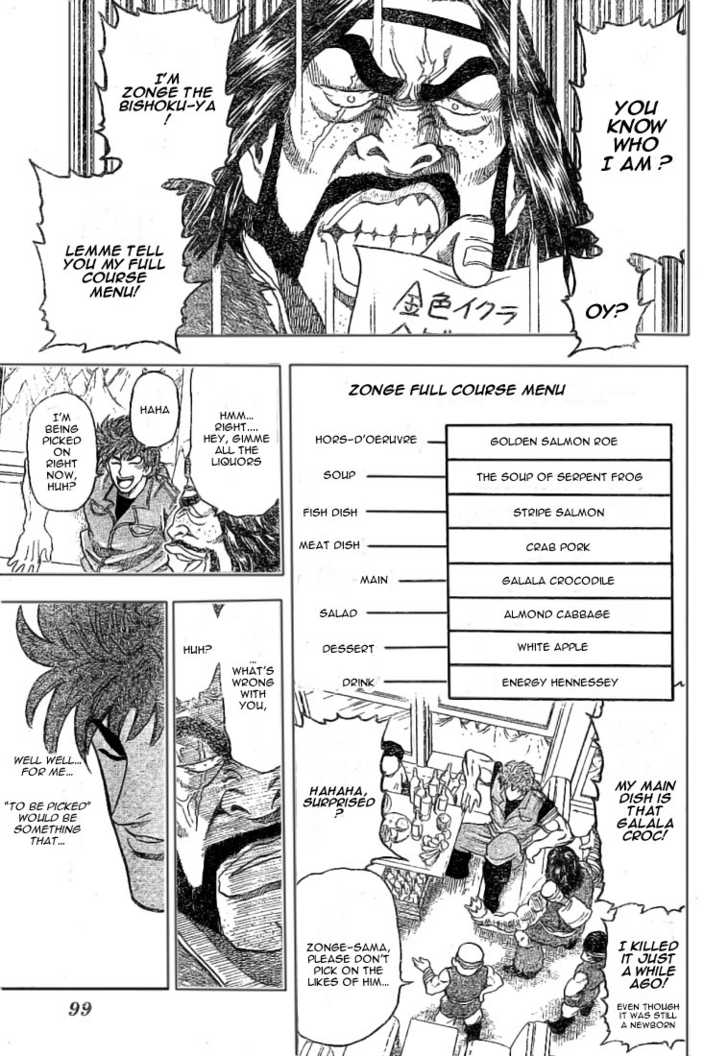 YOU
KNOW
WHO
I AM?
OY?
I'M
ZONGE THE
BISHOKU-YA
!
LEMME TELL
YOU MY FULL
COURSE
MENU!
金色イクラ
ZONGE FULL COURSE MENU
HORS-D'OERUVRE GOLDEN SALMON ROE
SOUP THE SOUP OF SERPENT FROG
FISH DISH STRIPE SALMON
MEAT DISH CRAB PORK
MAIN GALALA CROCODILE
SALAD ALMOND CABBAGE
DESSERT WHITE APPLE
DRINK ENERGY HENNESSEY
MY MAIN
DISH IS
THAT
GALALA
CROC!
I KILLED
IT JUST
A WHILE
AGO!
EVEN THOUGH
IT WAS STILL
A NEWBORN
HAHAHA,
SURPRISED
?
ZONGE-SAMA,
PLEASE DON'T
PICK ON THE
LIKES OF HIM...
HMM...
RIGHT....
HEY, GIMME
ALL THE
LIQUORS
HAHA
I'M
BEING
PICKED
ON
RIGHT
NOW,
HUH?
...
WHAT'S
WRONG
WITH
YOU,
HUH?
WELL WELL...
FOR ME...
"TO BE PICKED"
WOULD BE
SOMETHING
THAT...
99